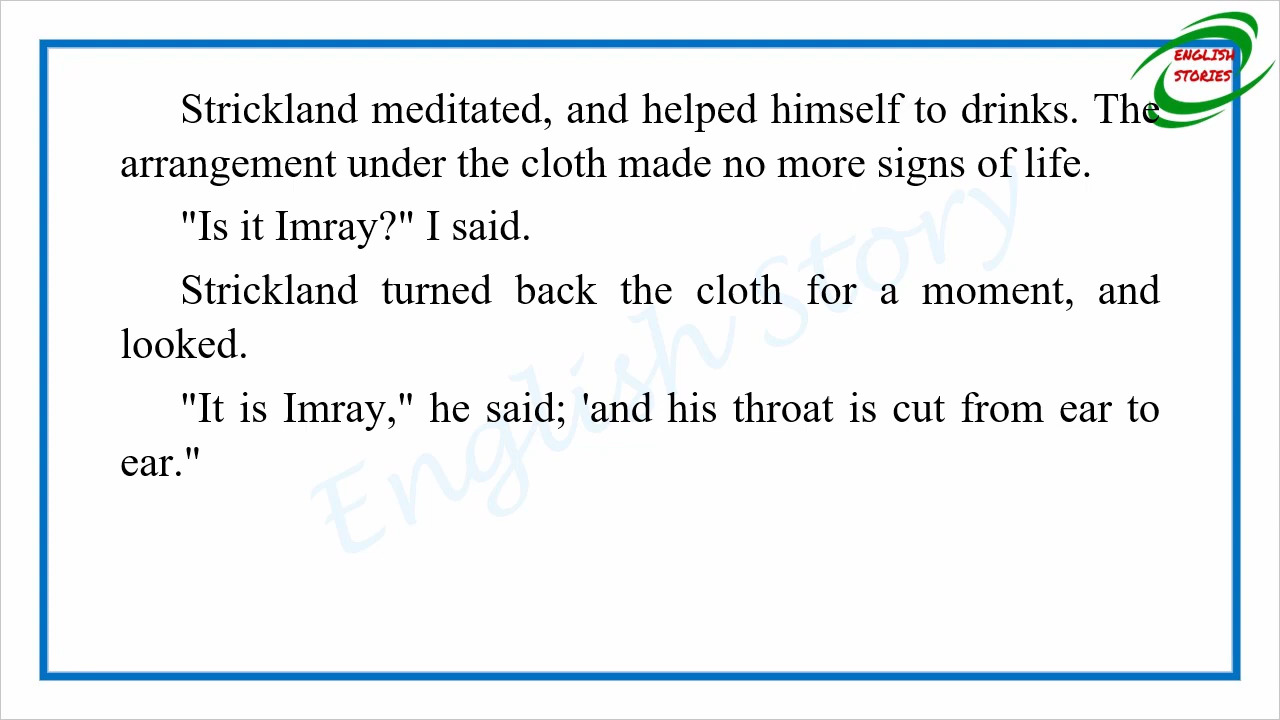 ENGLISH
STORIES
Strickland meditated, and helped himself to drinks. The
arrangement under the cloth made no more signs of life.
"Is it Imray?" I said.
Strickland turned back the cloth for a moment, and
looked.
"It is Imray," he said; 'and his throat is cut from ear to
ear."
English Story